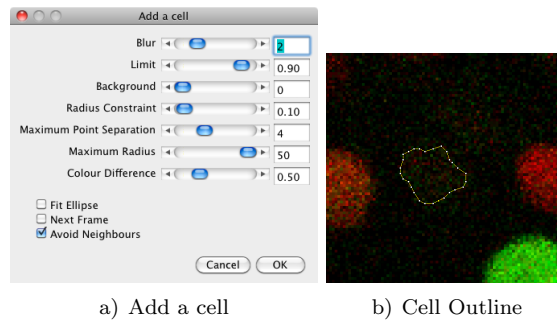 Add a cell
Blur 2
Limit 0.90
Background 0
Radius Constraint 0.10
Maximum Point Separation 4
Maximum Radius 50
Colour Difference 0.50
Fit Ellipse
Next Frame
Avoid Neighbours
Cancel OK
a) Add a cell b) Cell Outline